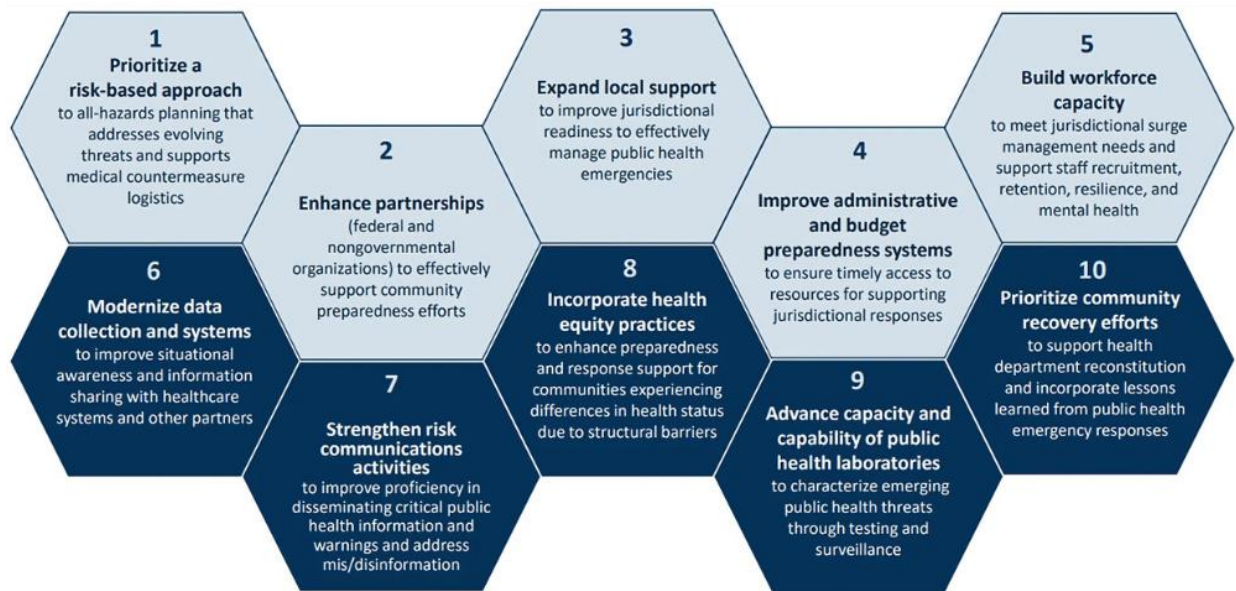 1
Prioritize a
risk-based approach
to all-hazards planning that
addresses evolving
threats and supports
medical countermeasure
logistics
2
Enhance partnerships
(federal and
nongovernmental
organizations) to effectively
support community
preparedness efforts
3
Expand local support
to improve jurisdictional
readiness to effectively
manage public health
emergencies
4
Improve administrative
and budget
preparedness systems
to ensure timely access to
resources for supporting
jurisdictional responses
5
Build workforce
capacity
to meet jurisdictional surge
management needs and
support staff recruitment,
retention, resilience, and
mental health
6
Modernize data
collection and systems
to improve situational
awareness and information
sharing with healthcare
systems and other partners
7
Strengthen risk
communications
activities
to improve proficiency in
disseminating critical public
health information and
warnings and address
mis/disinformation
8
Incorporate health
equity practices
to enhance preparedness
and response support for
communities experiencing
differences in health status
due to structural barriers
9
Advance capacity and
capability of public
health laboratories
to characterize emerging
public health threats
through testing and
surveillance
10
Prioritize community
recovery efforts
to support health
department reconstitution
and incorporate lessons
learned from public health
emergency responses